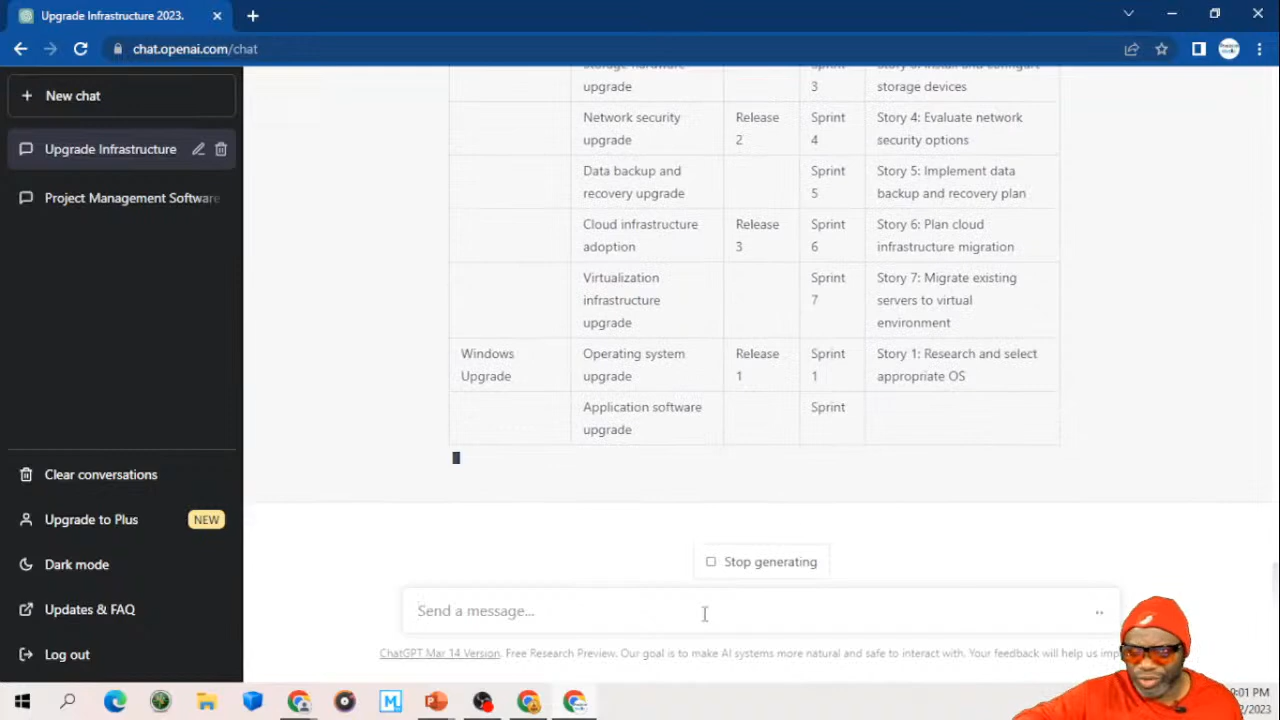 Upgrade Infrastructure 2023.
chat.openai.com/chat
New chat
Upgrade Infrastructure
Project Management Software
Clear conversations
Upgrade to Plus
NEW
Dark mode
Updates & FAQ
Log out
upgrade
3
storage devices
Network security
upgrade
Release
2
Sprint
4
Story 4: Evaluate network
security options
Data backup and
recovery upgrade
Sprint
5
Story 5: Implement data
backup and recovery plan
Cloud infrastructure
adoption
Release
3
Sprint
6
Story 6: Plan cloud
infrastructure migration
Virtualization
infrastructure
upgrade
Sprint
7
Story 7: Migrate existing
servers to virtual
environment
Windows
Upgrade
Operating system
upgrade
Release
1
Sprint
1
Story 1: Research and select
appropriate OS
Application software
upgrade
Sprint
Stop generating
Send a message...
ChatGPT Mar 14 Version. Free Research Preview. Our goal is to make AI systems more natural and safe to interact with. Your feedback will help us imp
:01 PM
/2023